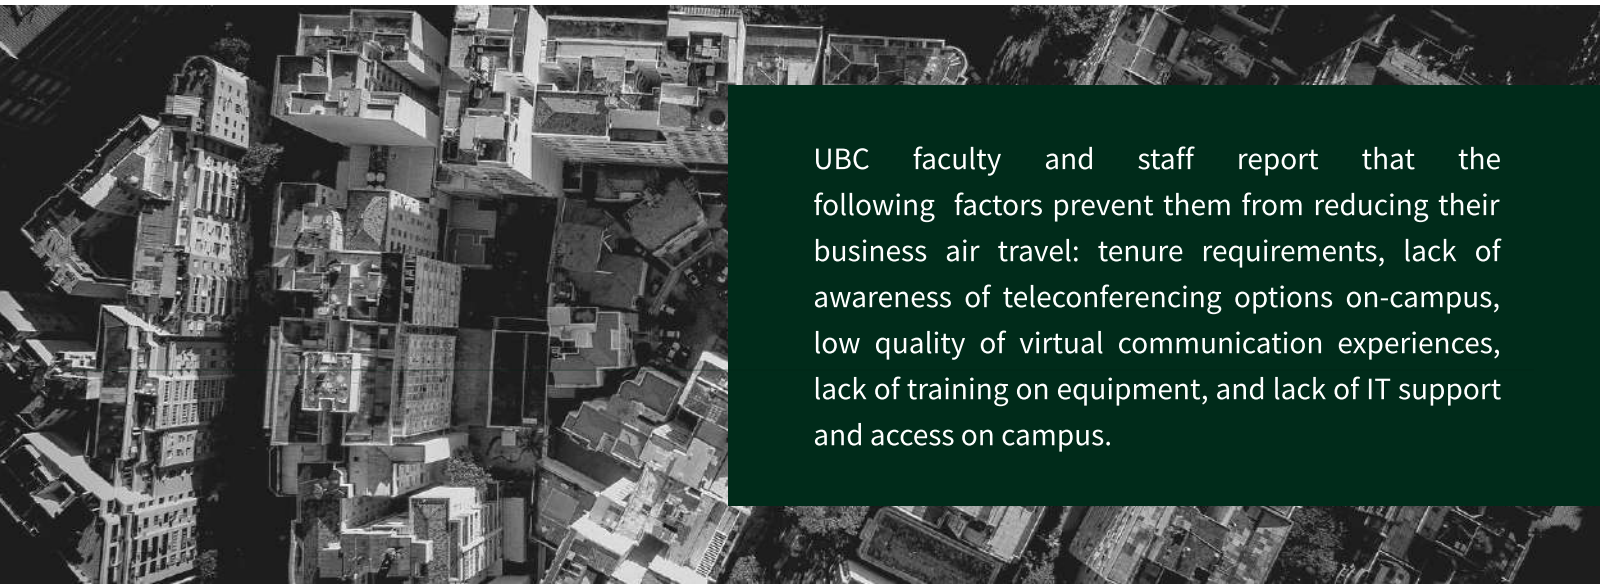 UBC faculty and staff report that the
following factors prevent them from reducing their
business air travel: tenure requirements, lack of
awareness of teleconferencing options on-campus,
low quality of virtual communication experiences,
lack of training on equipment, and lack of IT support
and access on campus.